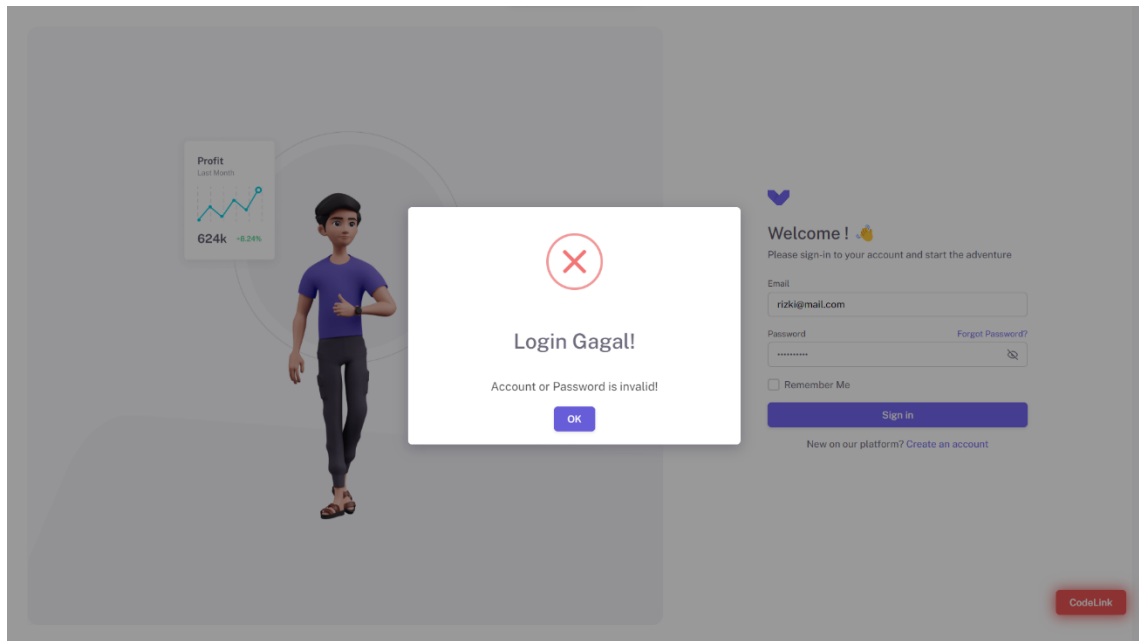 Profit
Last Month
624k +8.24%
Login Gagal!
Account or Password is invalid!
OK
Welcome ! 👋
Please sign-in to your account and start the adventure
Email
rizki@mail.com
Password Forgot Password?
··········
Remember Me
Sign in
New on our platform? Create an account
CodeLink